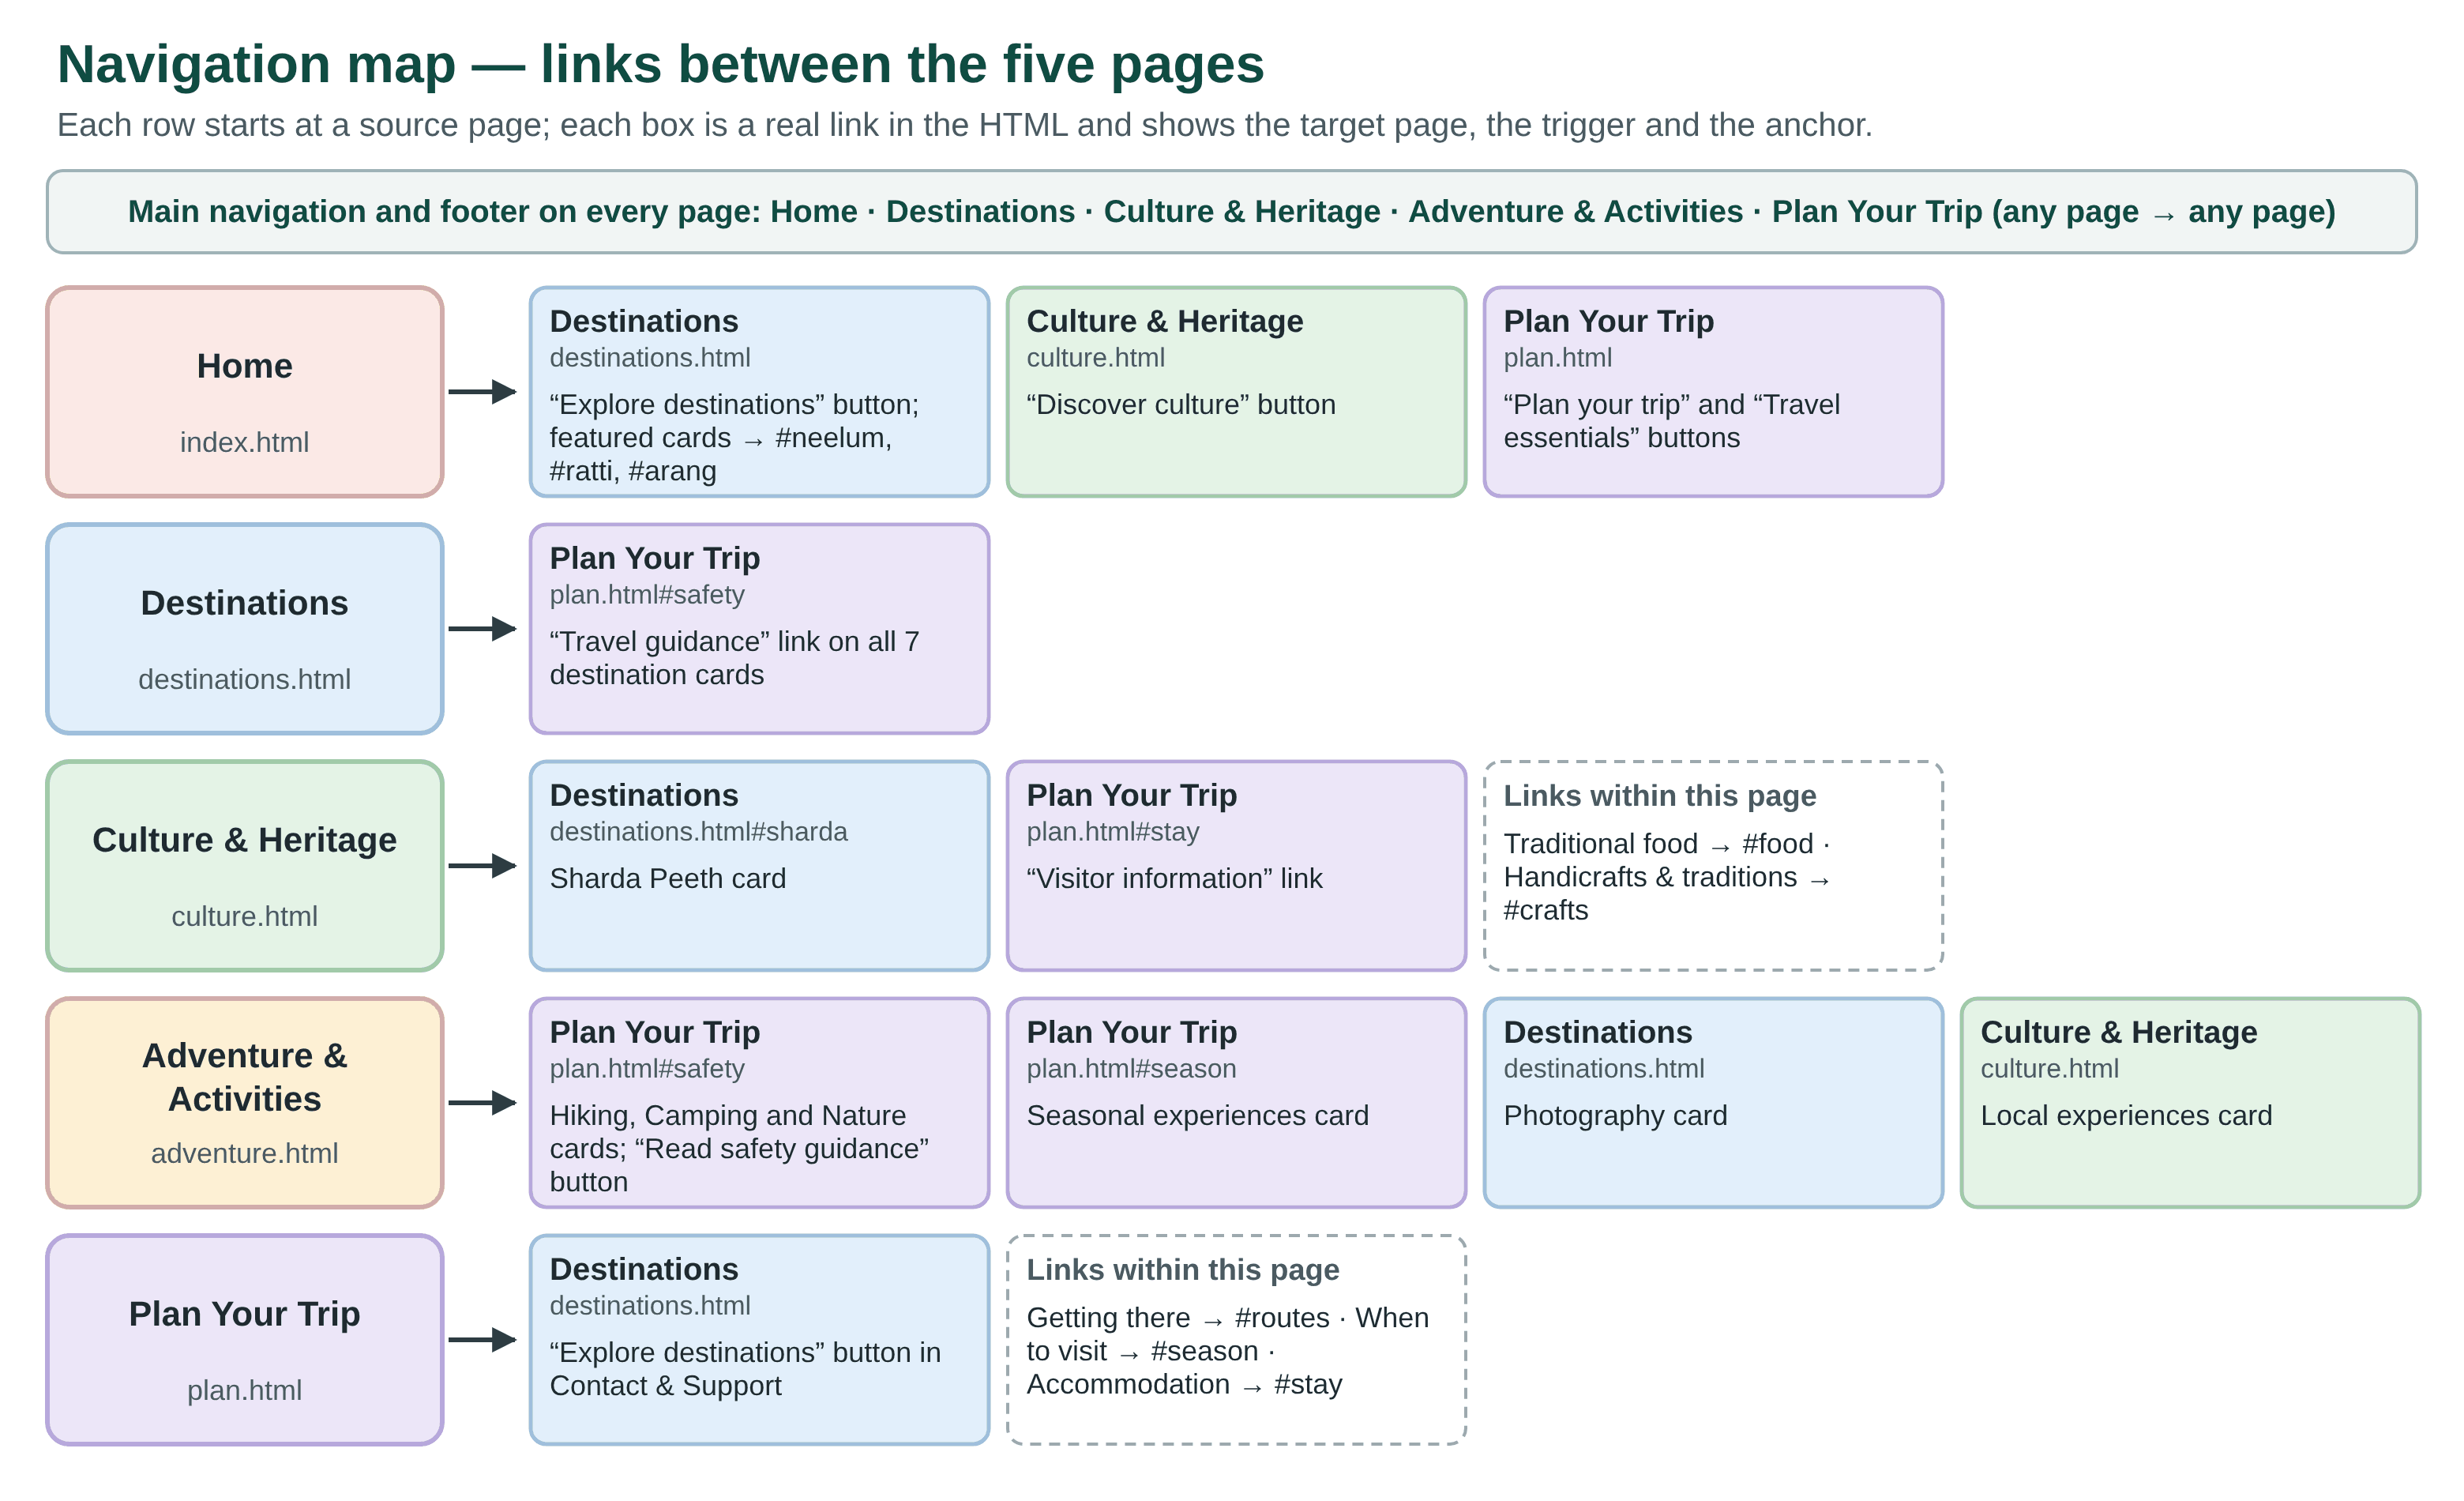 Navigation map — links between the five pages
Each row starts at a source page; each box is a real link in the HTML and shows the target page, the trigger and the anchor.
Main navigation and footer on every page: Home · Destinations · Culture & Heritage · Adventure & Activities · Plan Your Trip (any page → any page)
Home
index.html
Destinations
destinations.html
“Explore destinations” button;
featured cards → #neelum,
#ratti, #arang
Culture & Heritage
culture.html
“Discover culture” button
Plan Your Trip
plan.html
“Plan your trip” and “Travel
essentials” buttons
Destinations
destinations.html
Plan Your Trip
plan.html#safety
“Travel guidance” link on all 7
destination cards
Culture & Heritage
culture.html
Destinations
destinations.html#sharda
Sharda Peeth card
Plan Your Trip
plan.html#stay
“Visitor information” link
Links within this page
Traditional food → #food ·
Handicrafts & traditions →
#crafts
Adventure &
Activities
adventure.html
Plan Your Trip
plan.html#safety
Hiking, Camping and Nature
cards; “Read safety guidance”
button
Plan Your Trip
plan.html#season
Seasonal experiences card
Destinations
destinations.html
Photography card
Culture & Heritage
culture.html
Local experiences card
Plan Your Trip
plan.html
Destinations
destinations.html
“Explore destinations” button in
Contact & Support
Links within this page
Getting there → #routes · When
to visit → #season ·
Accommodation → #stay